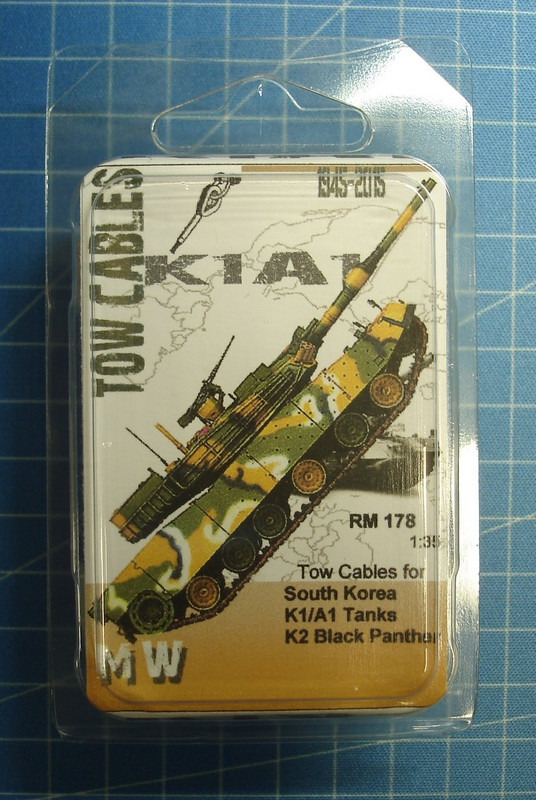 1945-2015
TOW CABLES
K1A1
RM 178
1:35
Tow Cables for
South Korea
K1/A1 Tanks
K2 Black Panther
MW